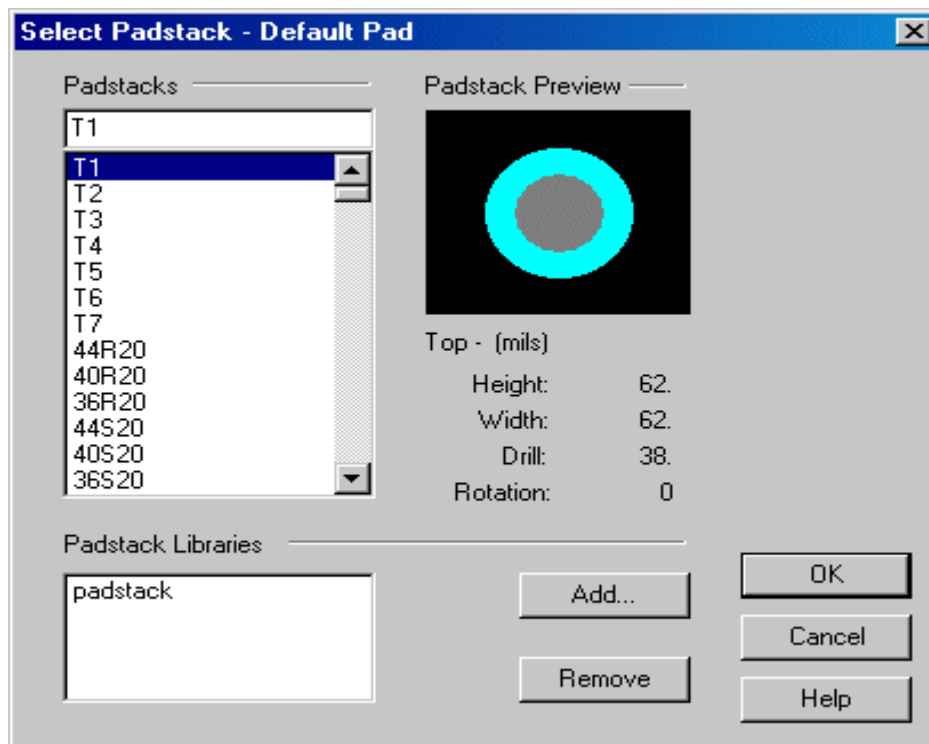 Select Padstack - Default Pad
Padstacks
T1
T1
T2
T3
T4
T5
T6
T7
44R20
40R20
36R20
44S20
40S20
36S20
Padstack Preview
Top - (mils)
Height: 62.
Width: 62.
Drill: 38.
Rotation: 0
Padstack Libraries
padstack
Add...
Remove
OK
Cancel
Help